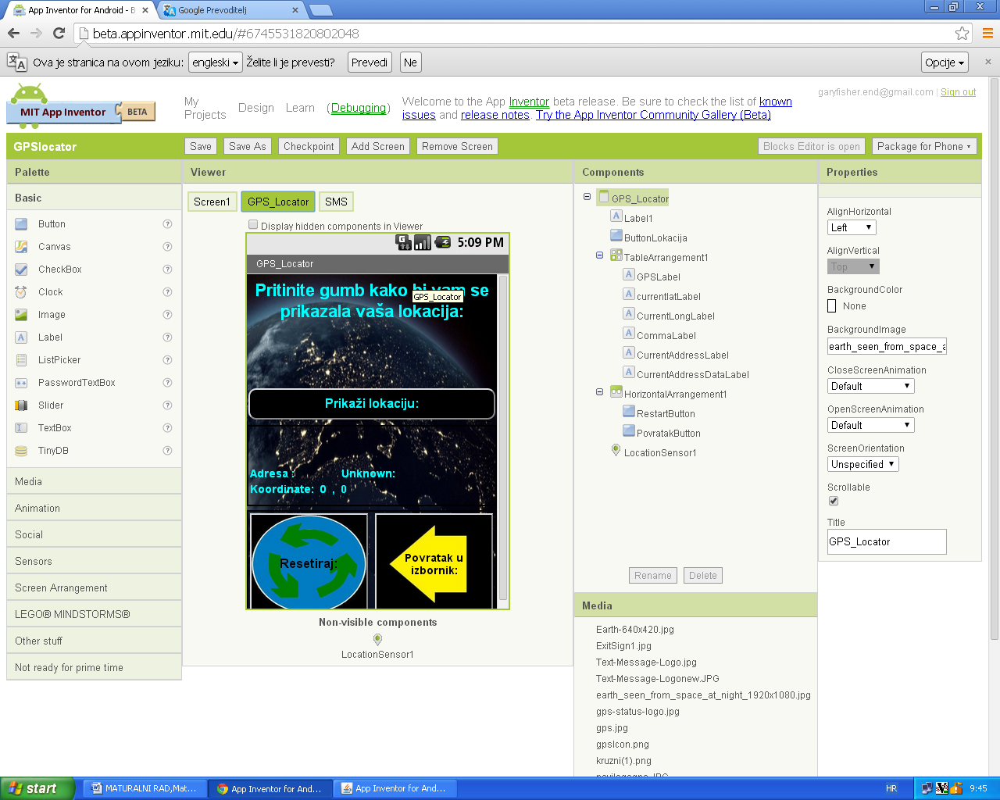 App Inventor for Android - B
Google Prevoditelj
beta.appinventor.mit.edu/#6745531820802048
Ova je stranica na ovom jeziku: engleski Želite li je prevesti? Prevedi Ne Opcije
MIT App Inventor BETA
My Projects Design Learn (Debugging)
Welcome to the App Inventor beta release. Be sure to check the list of known
issues and release notes. Try the App Inventor Community Gallery (Beta)
garyfisher.end@gmail.com | Sign out
GPSlocator Save Save As Checkpoint Add Screen Remove Screen Blocks Editor is open Package for Phone
Palette
Basic
Button
Canvas
CheckBox
Clock
Image
Label
ListPicker
PasswordTextBox
Slider
TextBox
TinyDB
Media
Animation
Social
Sensors
Screen Arrangement
LEGO® MINDSTORMS®
Other stuff
Not ready for prime time
Viewer
Screen1 GPS_Locator SMS
Display hidden components in Viewer
5:09 PM
GPS_Locator
Pritinite gumb kako bi vam se
GPS_Locator
prikazala vaša lokacija:
Prikaži lokaciju:
Adresa : Unknown:
Koordinate: 0 , 0
Resetiraj:
Povratak u
izbornik:
Non-visible components
LocationSensor1
Components
GPS_Locator
Label1
ButtonLokacija
TableArrangement1
GPSLabel
currentlatLabel
CurrentLongLabel
CommaLabel
CurrentAddressLabel
CurrentAddressDataLabel
HorizontalArrangement1
RestartButton
PovratakButton
LocationSensor1
Rename Delete
Media
Earth-640x420.jpg
ExitSign1.jpg
Text-Message-Logo.jpg
Text-Message-Logonew.JPG
earth_seen_from_space_at_night_1920x1080.jpg
gps-status-logo.jpg
gps.jpg
gpsIcon.png
kruzni(1).png
Properties
AlignHorizontal
Left
AlignVertical
Top
BackgroundColor
None
BackgroundImage
earth_seen_from_space_a
CloseScreenAnimation
Default
OpenScreenAnimation
Default
ScreenOrientation
Unspecified
Scrollable
Title
GPS_Locator
start MATURALNI RAD,Mat... App Inventor for And... App Inventor for And... HR 9:45